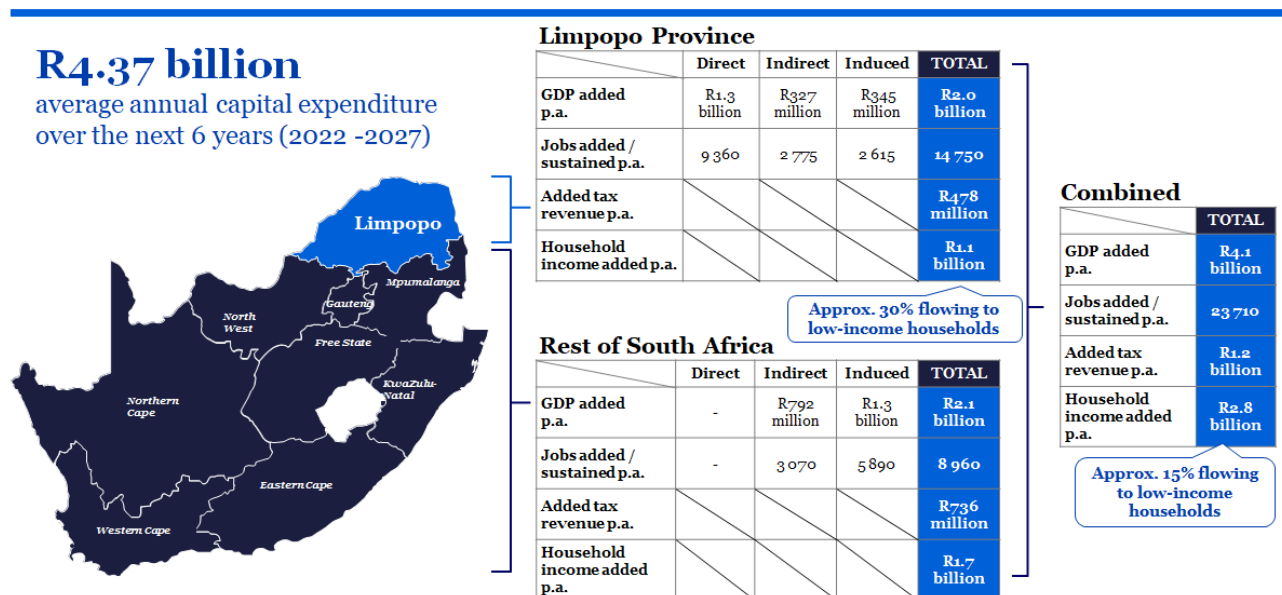 R4.37 billion
average annual capital expenditure
over the next 6 years (2022 -2027)
Limpopo
Mpumalanga
Gauteng
North
West
Free State
KwaZulu-
Natal
Northern
Cape
Eastern Cape
Western Cape
Limpopo Province
Direct Indirect Induced TOTAL
GDP added
p.a.
R1.3
billion
R327
million
R345
million
R2.0
billion
Jobs added /
sustained p.a.
9 360 2 775 2 615 14 750
Added tax
revenue p.a.
R478
million
Household
income added p.a.
R1.1
billion
Approx. 30% flowing to
low-income households
Rest of South Africa
Direct Indirect Induced TOTAL
GDP added
p.a.
-
R792
million
R1.3
billion
R2.1
billion
Jobs added /
sustained p.a.
- 3 070 5 890 8 960
Added tax
revenue p.a.
R736
million
Household
income added
p.a.
R1.7
billion
Combined
TOTAL
GDP added
p.a.
R4.1
billion
Jobs added /
sustained p.a.
23 710
Added tax
revenue p.a.
R1.2
billion
Household
income added
p.a.
R2.8
billion
Approx. 15% flowing
to low-income
households